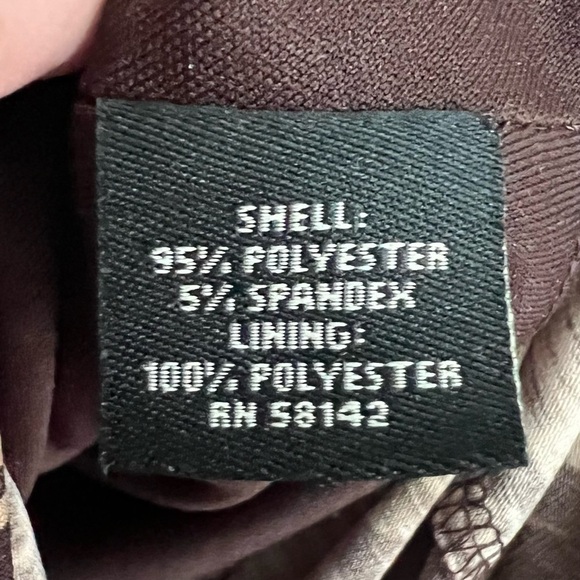 SHELL:
95% POLYESTER
5% SPANDEX
LINING:
100% POLYESTER
RN 58142